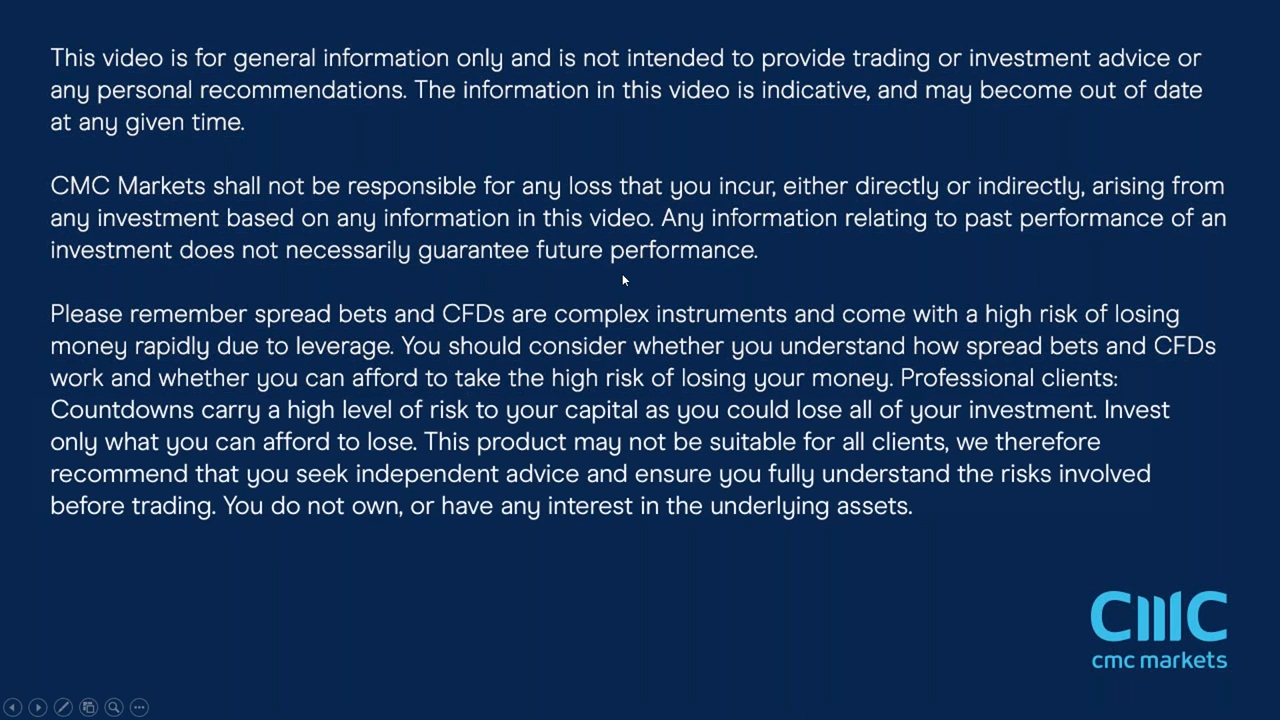 This video is for general information only and is not intended to provide trading or investment advice or
any personal recommendations. The information in this video is indicative, and may become out of date
at any given time.
CMC Markets shall not be responsible for any loss that you incur, either directly or indirectly, arising from
any investment based on any information in this video. Any information relating to past performance of an
investment does not necessarily guarantee future performance.
Please remember spread bets and CFDs are complex instruments and come with a high risk of losing
money rapidly due to leverage. You should consider whether you understand how spread bets and CFDs
work and whether you can afford to take the high risk of losing your money. Professional clients:
Countdowns carry a high level of risk to your capital as you could lose all of your investment. Invest
only what you can afford to lose. This product may not be suitable for all clients, we therefore
recommend that you seek independent advice and ensure you fully understand the risks involved
before trading. You do not own, or have any interest in the underlying assets.
CMC
cmc markets